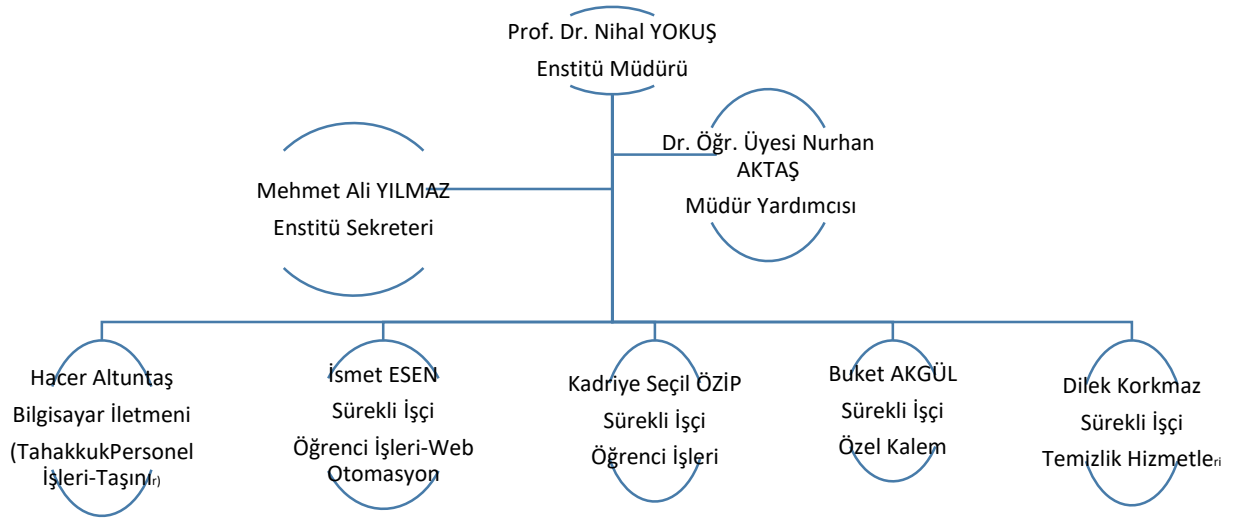 Prof. Dr. Nihal YOKUŞ
Enstitü Müdürü
Dr. Öğr. Üyesi Nurhan
AKTAŞ
Müdür Yardımcısı
Mehmet Ali YILMAZ
Enstitü Sekreteri
Hacer Altuntaş
Bilgisayar İletmeni
(TahakkukPersonel
İşleri-Taşınır)
İsmet ESEN
Sürekli İşçi
Öğrenci İşleri-Web
Otomasyon
Kadriye Seçil ÖZİP
Sürekli İşçi
Öğrenci İşleri
Buket AKGÜL
Sürekli İşçi
Özel Kalem
Dilek Korkmaz
Sürekli İşçi
Temizlik Hizmetleri